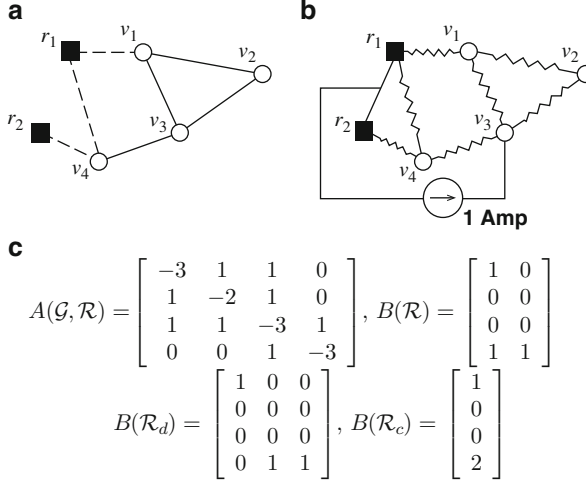 a
r₁
v₁
v₂
r₂
v₃
v₄
b
r₁
v₁
v₂
r₂
v₃
v₄
1 Amp
c
A(𝒢, ℛ) = [ −3 1 1 0
1 −2 1 0
1 1 −3 1
0 0 1 −3 ] , B(ℛ) = [ 1 0
0 0
0 0
1 1 ]
B(ℛ_d) = [ 1 0 0
0 0 0
0 0 0
0 1 1 ] , B(ℛ_c) = [ 1
0
0
2 ]